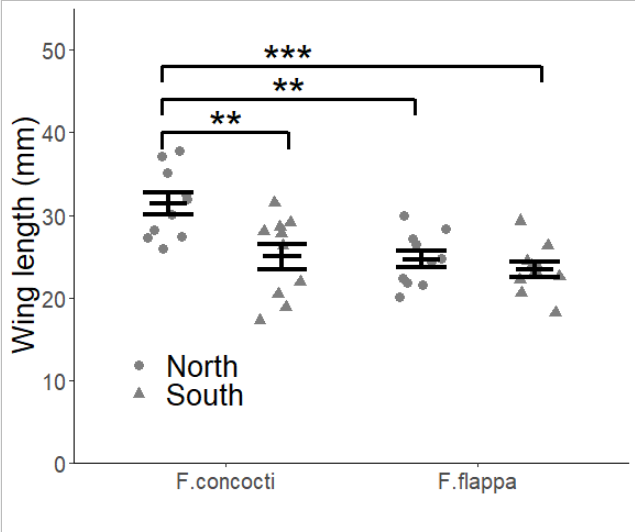 50
***
**
40
**
30
20
10
0
Wing length (mm)
North
South
F.concocti
F.flappa